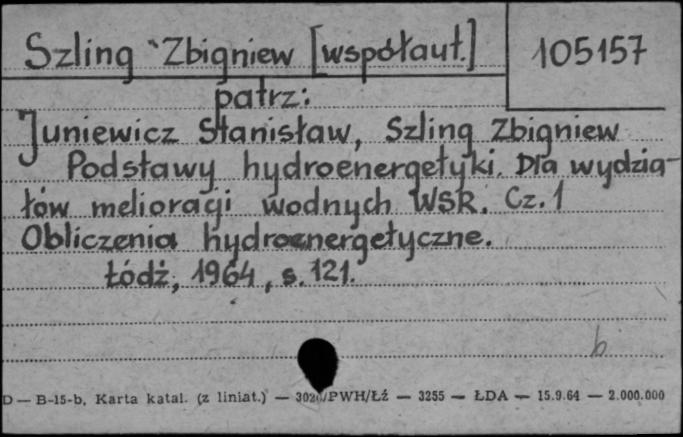 Szling Zbigniew [współaut.] 105157
patrz:
Juniewicz Stanisław, Szling Zbigniew
Podstawy hydroenergetyki. Dla wydzia-
łów melioracji wodnych WSR. Cz. 1
Obliczenia hydroenergetyczne.
Łódź, 1964, s. 121.
b
D — B-15-b, Karta katal. (z liniat.) — /PWH/Łź — 3255 — ŁDA — 15.9.64 — 2.000.000